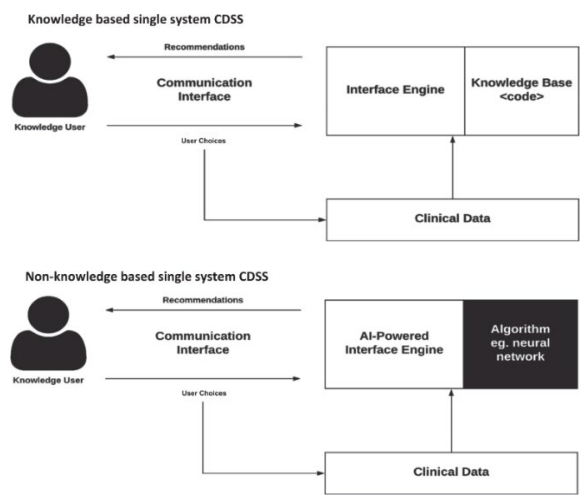 Knowledge based single system CDSS
Recommendations
Communication
Interface
Knowledge User
User Choices
Interface Engine
Knowledge Base
<code>
Clinical Data
Non-knowledge based single system CDSS
Recommendations
Communication
Interface
Knowledge User
User Choices
AI-Powered
Interface Engine
Algorithm
eg. neural
network
Clinical Data